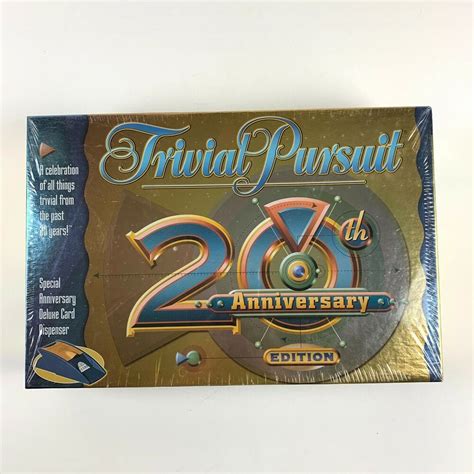 Trivial Pursuit
A celebration
of all things
trivial from
the past
20 years!
20th
Anniversary
EDITION
Special
Anniversary
Deluxe Card
Dispenser